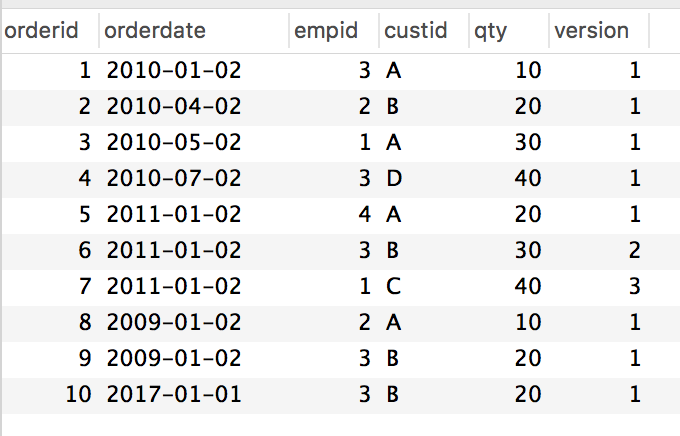 orderid orderdate empid custid qty version
1 2010-01-02 3 A 10 1
2 2010-04-02 2 B 20 1
3 2010-05-02 1 A 30 1
4 2010-07-02 3 D 40 1
5 2011-01-02 4 A 20 1
6 2011-01-02 3 B 30 2
7 2011-01-02 1 C 40 3
8 2009-01-02 2 A 10 1
9 2009-01-02 3 B 20 1
10 2017-01-01 3 B 20 1